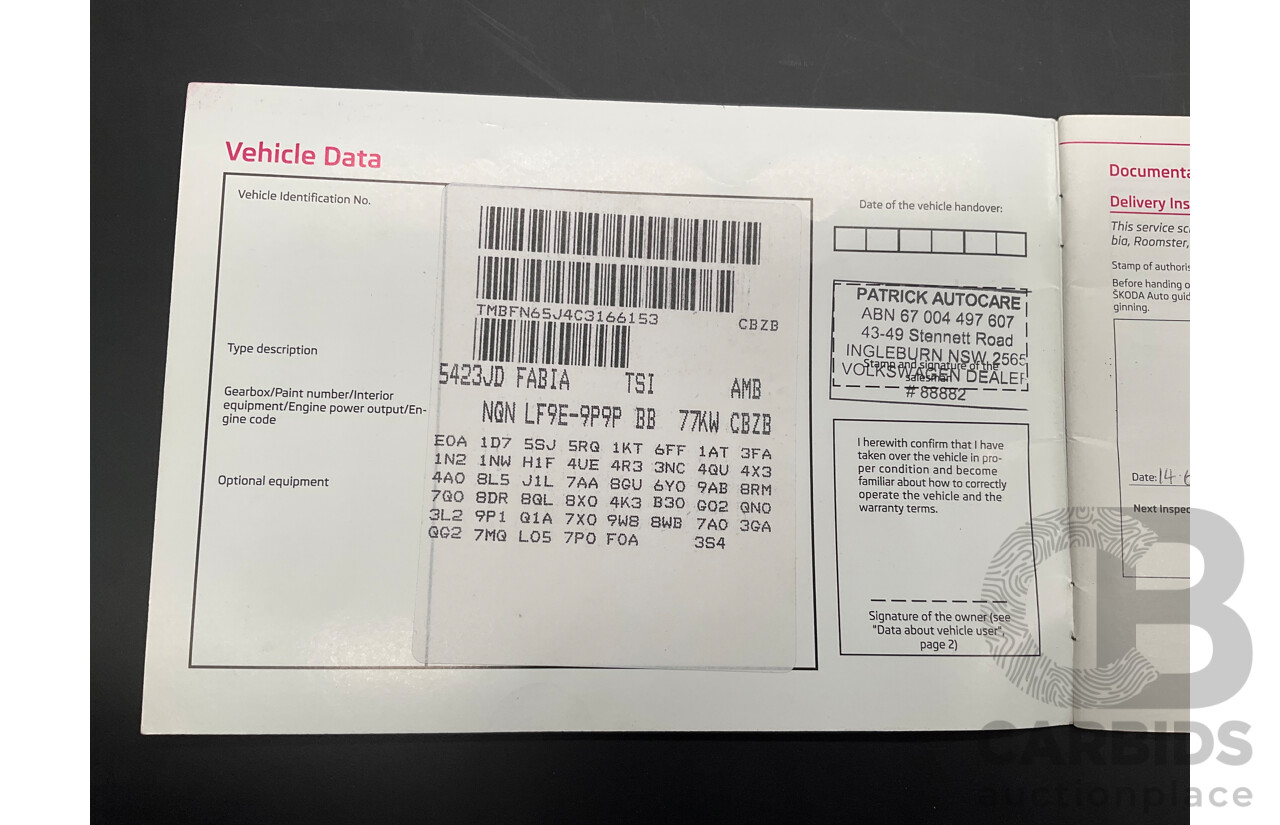 Vehicle Data
Vehicle Identification No.
TMBFN65J4C3166153 CBZB
Type description
5423JD FABIA TSI AMB
Gearbox/Paint number/Interior
equipment/Engine power output/En-
gine code
NQN LF9E-9P9P BB 77KW CBZB
Optional equipment
E0A 1D7 5SJ 5RQ 1KT 6FF 1AT 3FA
1N2 1NW H1F 4UE 4R3 3NC 4QU 4X3
4A0 8L5 J1L 7AA 8GU 6Y0 9AB 8RM
7Q0 8DR 8QL 8X0 4K3 B30 G02 QN0
3L2 9P1 Q1A 7X0 9W8 8WB 7A0 3GA
QG2 7MQ L05 7P0 F0A 3S4
Date of the vehicle handover:
PATRICK AUTOCARE
ABN 67 004 497 607
43-49 Stennett Road
INGLEBURN NSW 2565
Stamp and signature of the
VOLKSWAGEN DEALER
salesman
# 88882
I herewith confirm that I have
taken over the vehicle in pro-
per condition and become
familiar about how to correctly
operate the vehicle and the
warranty terms.
Signature of the owner (see
"Data about vehicle user",
page 2)
Documenta
Delivery Ins
This service sc
bia, Roomster,
Stamp of authoris
Before handing o
ŠKODA Auto guid
ginning.
Date: 14·6
Next Inspec
CB
CARBIDS
auctionplace